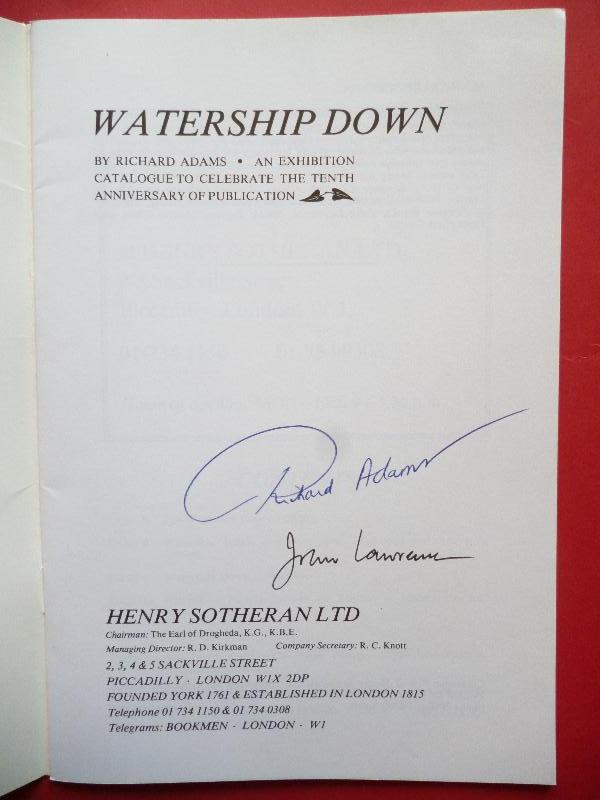 WATERSHIP DOWN
BY RICHARD ADAMS • AN EXHIBITION
CATALOGUE TO CELEBRATE THE TENTH
ANNIVERSARY OF PUBLICATION
Richard Adams
John Lawrence
HENRY SOTHERAN LTD
Chairman: The Earl of Drogheda, K.G., K.B.E.
Managing Director: R. D. Kirkman Company Secretary: R. C. Knott
2, 3, 4 & 5 SACKVILLE STREET
PICCADILLY · LONDON W1X 2DP
FOUNDED YORK 1761 & ESTABLISHED IN LONDON 1815
Telephone 01 734 1150 & 01 734 0308
Telegrams: BOOKMEN · LONDON · W1